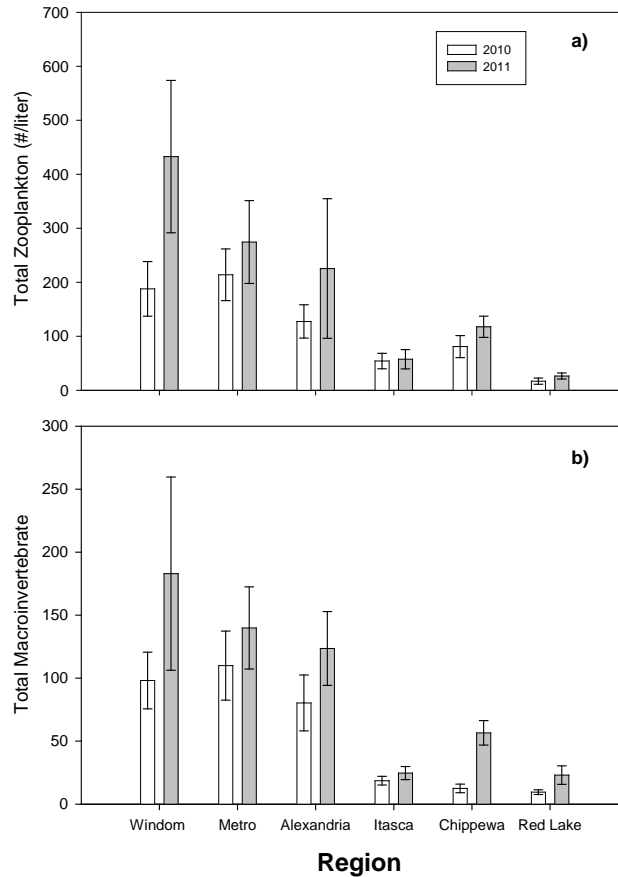 700
600
500
400
300
200
100
0
Total Zooplankton (#/liter)
a)
2010
2011
300
250
200
150
100
50
0
Total Macroinvertebrate
b)
Windom Metro Alexandria Itasca Chippewa Red Lake
Region